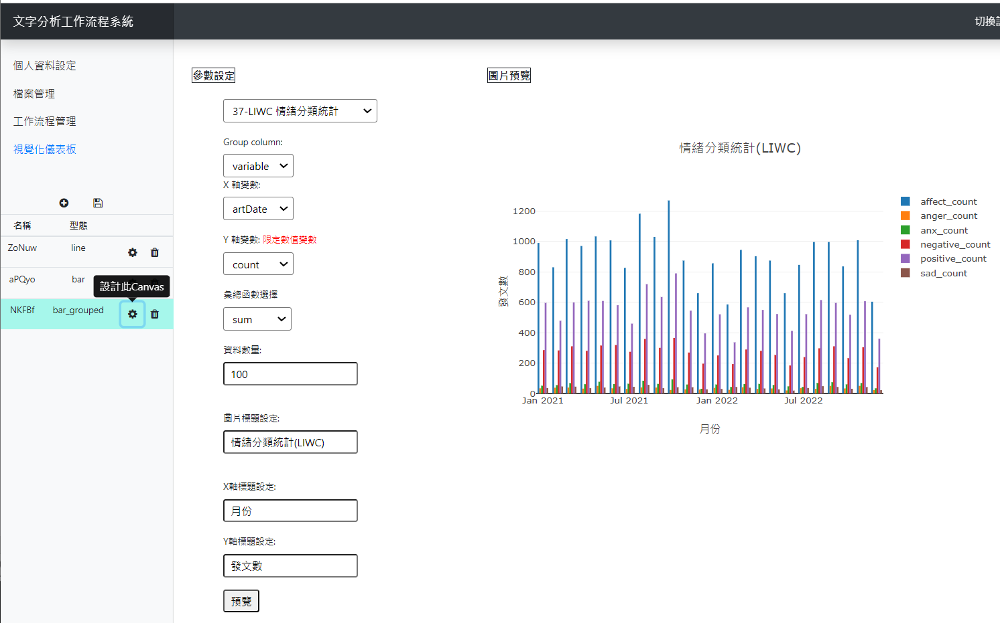 文字分析工作流程系統
切換
個人資料設定
檔案管理
工作流程管理
視覺化儀表板
名稱 型態
ZoNuw line
aPQyo bar
設計此Canvas
NKFBf bar_grouped
參數設定
37-LIWC 情緒分類統計
Group column:
variable
X 軸變數:
artDate
Y 軸變數: 限定數值變數
count
彙總函數選擇
sum
資料數量:
100
圖片標題設定:
情緒分類統計(LIWC)
X軸標題設定:
月份
Y軸標題設定:
發文數
預覽
圖片預覽
情緒分類統計(LIWC)
1200
1000
800
600
400
200
0
發文數
Jan 2021 Jul 2021 Jan 2022 Jul 2022
月份
affect_count
anger_count
anx_count
negative_count
positive_count
sad_count